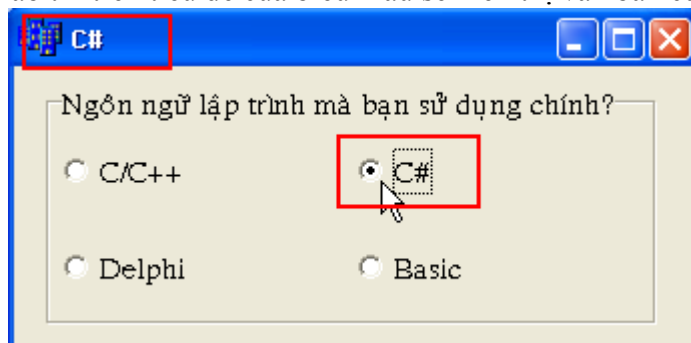 C#
Ngôn ngữ lập trình mà bạn sử dụng chính?
C/C++ C#
Delphi Basic